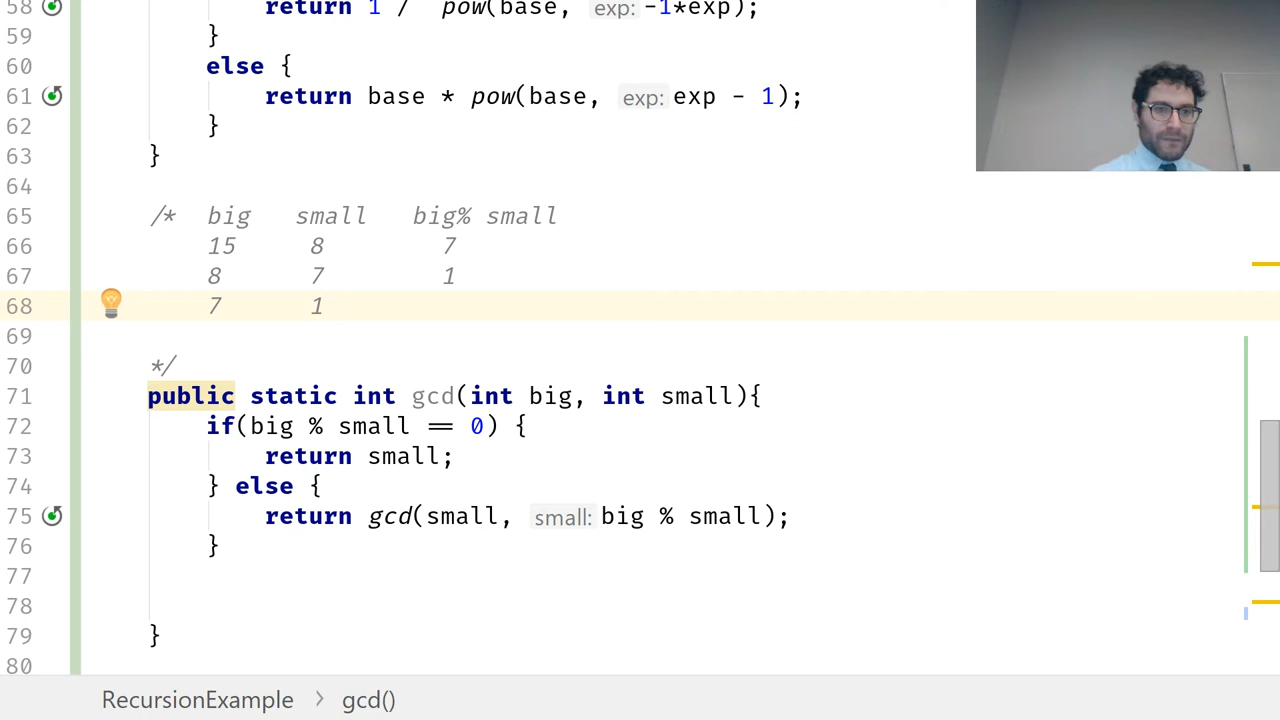 58 return 1 / pow(base, exp: -1*exp);
59 }
60 else {
61 return base * pow(base, exp: exp - 1);
62 }
63 }
64
65 /* big small big% small
66 15 8 7
67 8 7 1
68 7 1
69
70 */
71 public static int gcd(int big, int small){
72 if(big % small == 0) {
73 return small;
74 } else {
75 return gcd(small, small: big % small);
76 }
77
78
79 }
80
RecursionExample > gcd()